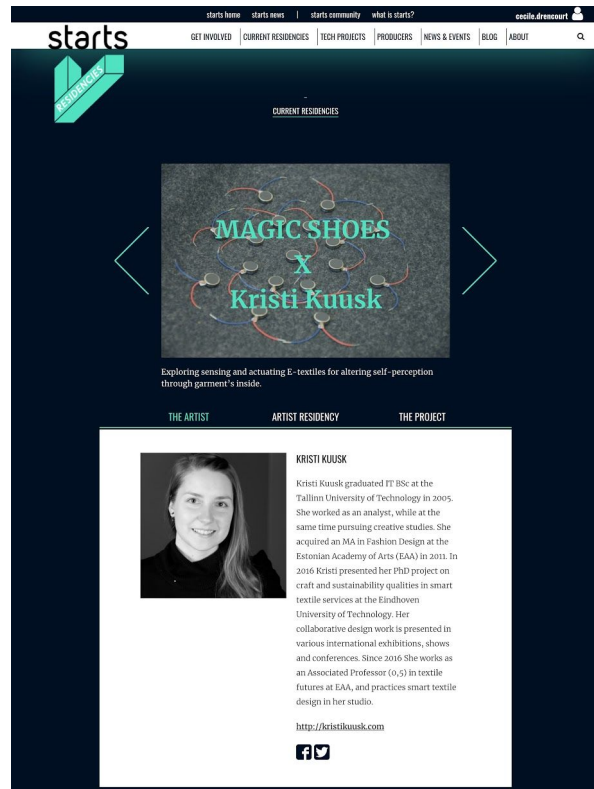 starts home starts news | starts community what is starts? cecile.drencourt
starts
GET INVOLVED CURRENT RESIDENCIES TECH PROJECTS PRODUCERS NEWS & EVENTS BLOG ABOUT
RESIDENCIES
–
CURRENT RESIDENCIES
MAGIC SHOES
X
Kristi Kuusk
Exploring sensing and actuating E-textiles for altering self-perception
through garment's inside.
THE ARTIST ARTIST RESIDENCY THE PROJECT
KRISTI KUUSK
Kristi Kuusk graduated IT BSc at the
Tallinn University of Technology in 2005.
She worked as an analyst, while at the
same time pursuing creative studies. She
acquired an MA in Fashion Design at the
Estonian Academy of Arts (EAA) in 2011. In
2016 Kristi presented her PhD project on
craft and sustainability qualities in smart
textile services at the Eindhoven
University of Technology. Her
collaborative design work is presented in
various international exhibitions, shows
and conferences. Since 2016 She works as
an Associated Professor (0,5) in textile
futures at EAA, and practices smart textile
design in her studio.
http://kristikuusk.com